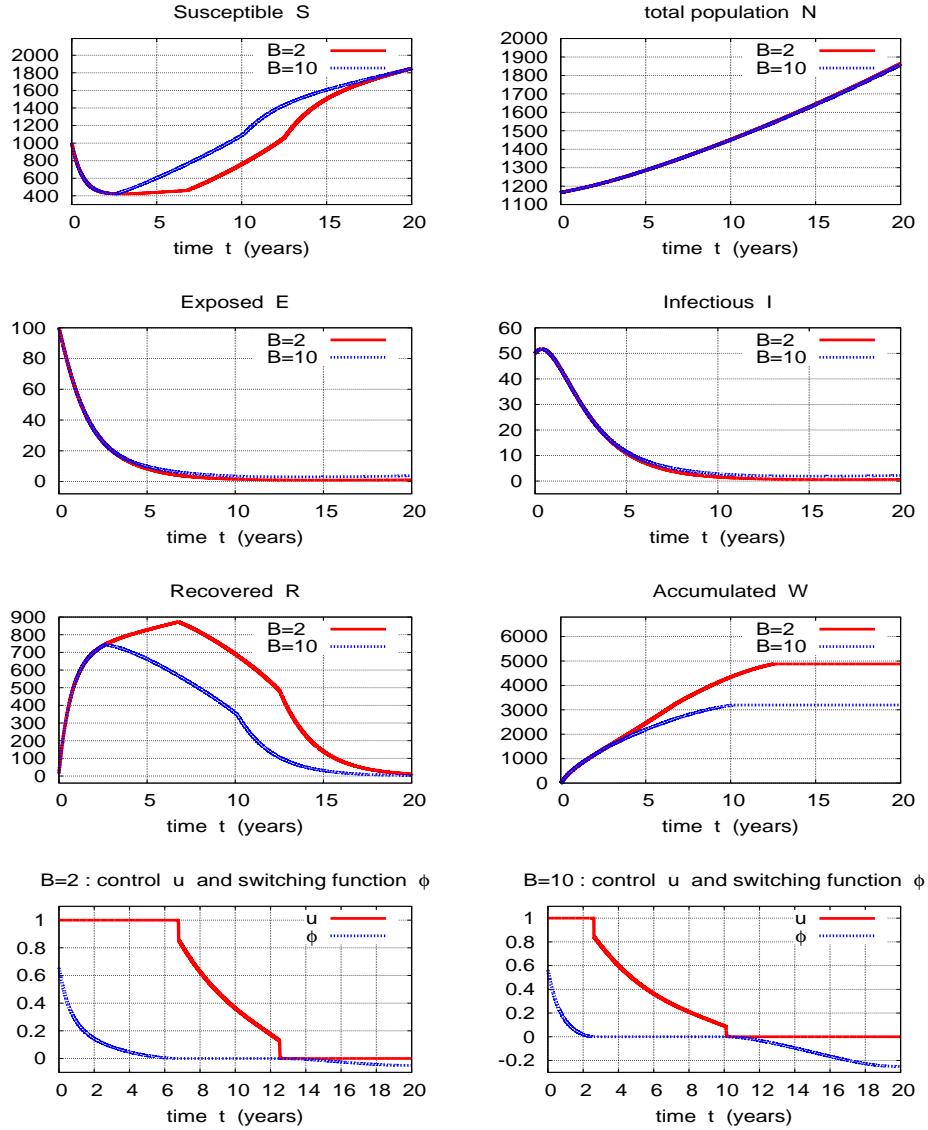 Susceptible S
2000
1800
1600
1400
1200
1000
800
600
400
B=2
B=10
0 5 10 15 20
time t (years)
total population N
2000
1900
1800
1700
1600
1500
1400
1300
1200
1100
B=2
B=10
0 5 10 15 20
time t (years)
Exposed E
100
80
60
40
20
0
B=2
B=10
0 5 10 15 20
time t (years)
Infectious I
60
50
40
30
20
10
0
B=2
B=10
0 5 10 15 20
time t (years)
Recovered R
900
800
700
600
500
400
300
200
100
0
B=2
B=10
0 5 10 15 20
time t (years)
Accumulated W
6000
5000
4000
3000
2000
1000
0
B=2
B=10
0 5 10 15 20
time t (years)
B=2 : control u and switching function ϕ
1
0.8
0.6
0.4
0.2
0
u
ϕ
0 2 4 6 8 10 12 14 16 18 20
time t (years)
B=10 : control u and switching function ϕ
1
0.8
0.6
0.4
0.2
0
-0.2
u
ϕ
0 2 4 6 8 10 12 14 16 18 20
time t (years)